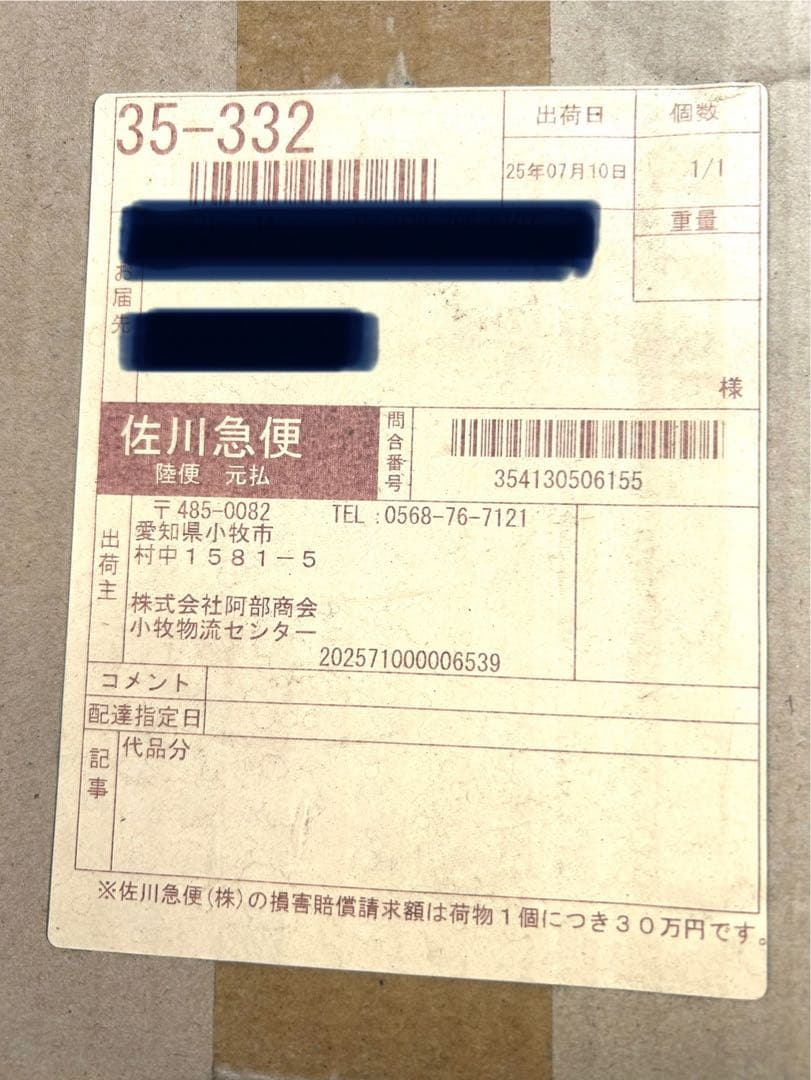 35-332
出荷日
個数
25年07月10日
1/1
重量
お届先
様
佐川急便
陸便 元払
問合番号
354130506155
出荷主
〒485-0082 TEL:0568-76-7121
愛知県小牧市
村中1581-5
株式会社阿部商会
小牧物流センター
202571000006539
コメント
配達指定日
記事
代品分
※佐川急便(株)の損害賠償請求額は荷物1個につき30万円です。